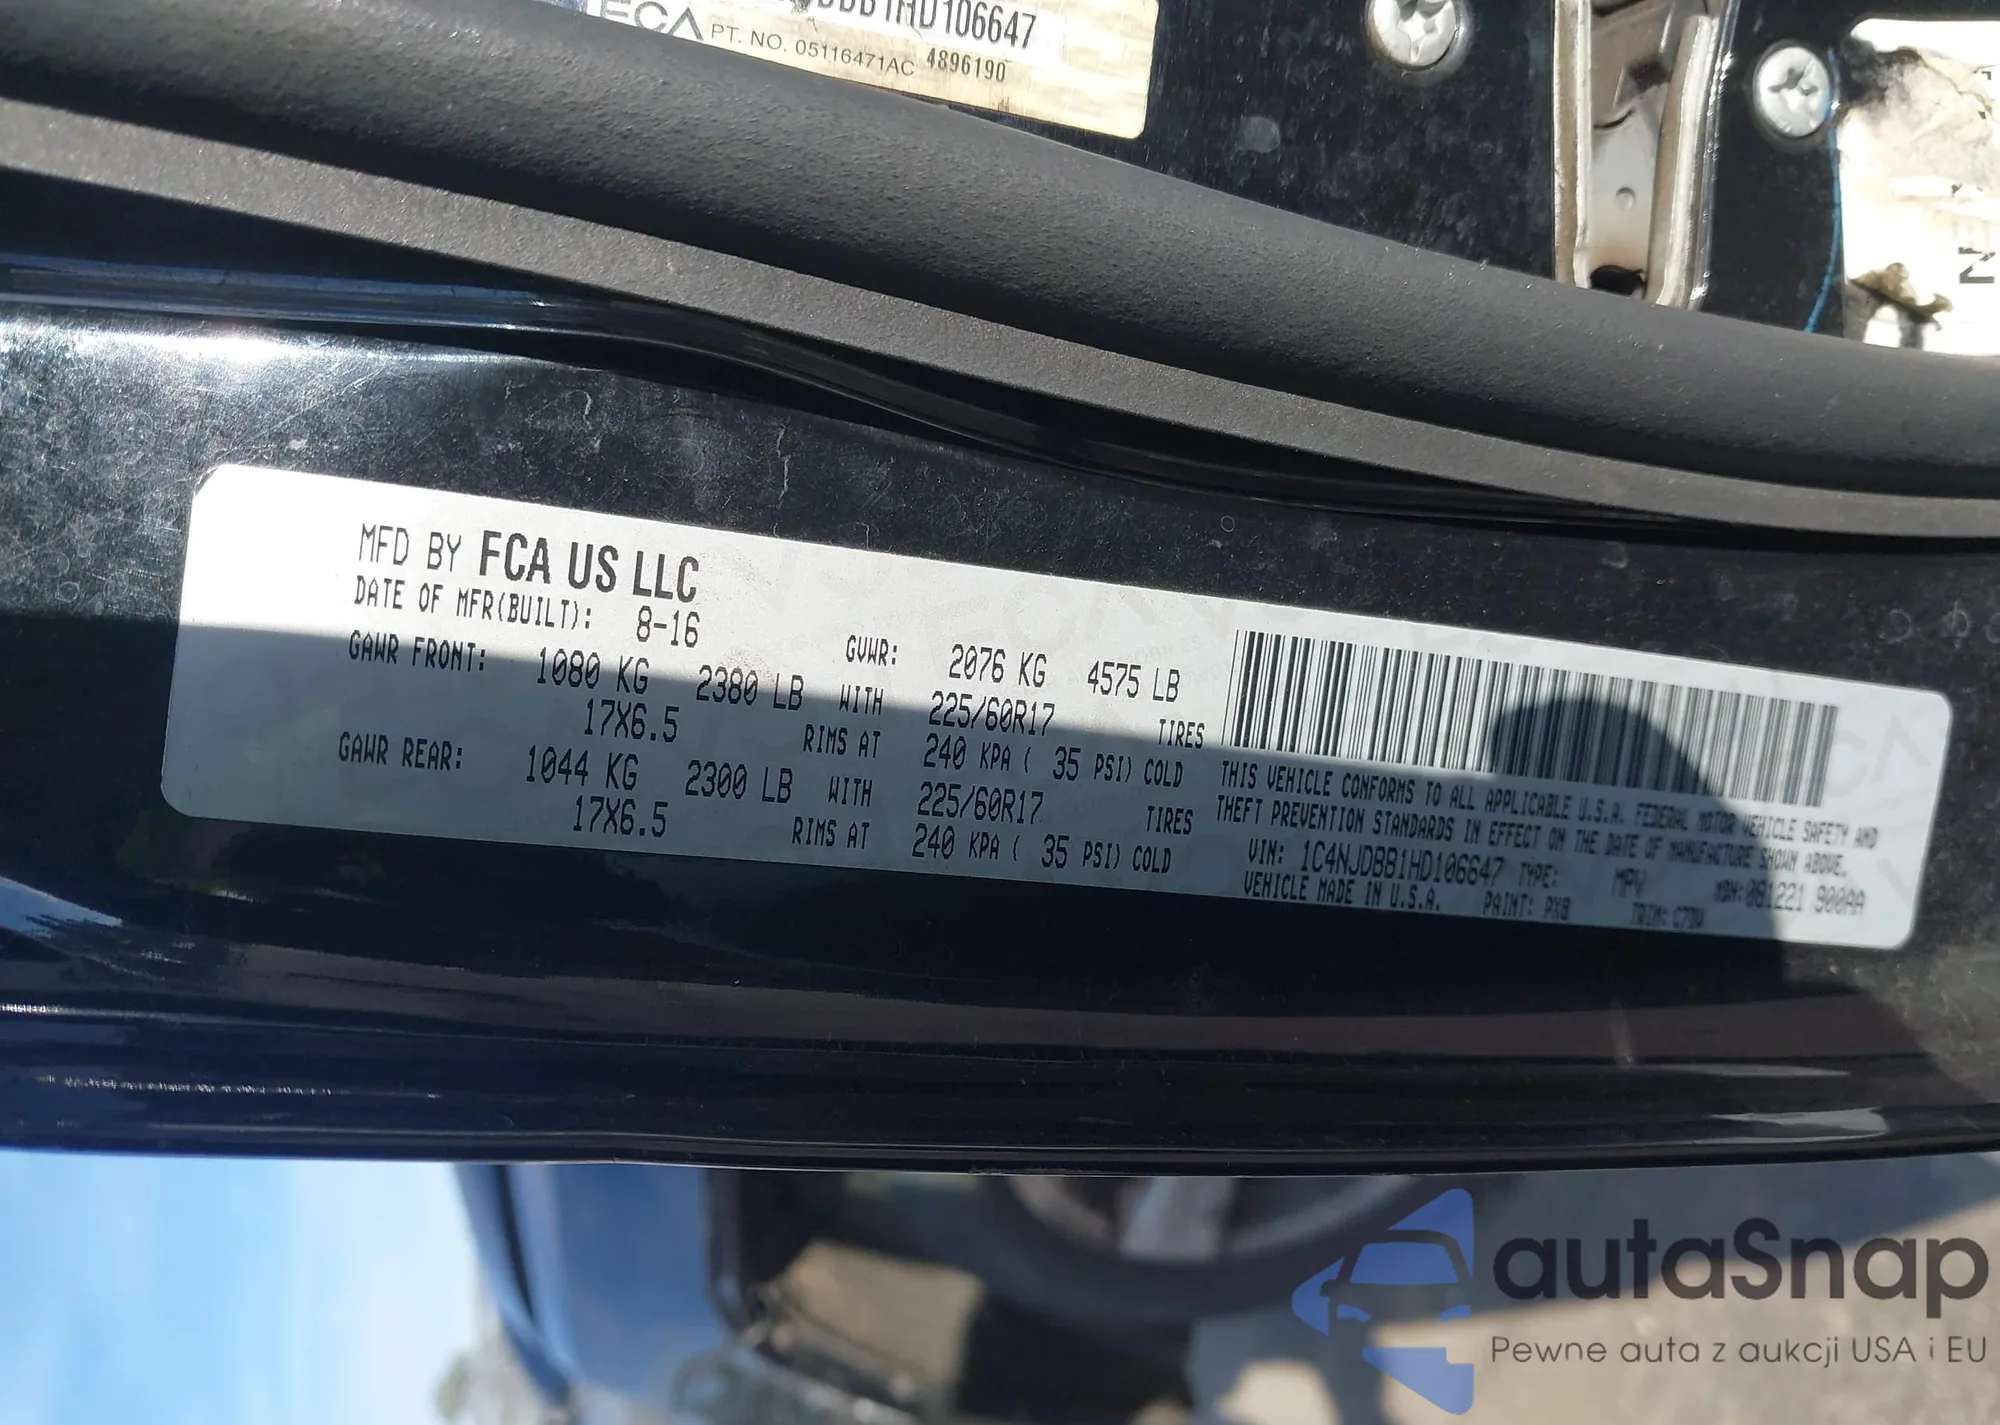 DBB1HD106647
FCA PT. NO. 05116471AC 4896190
MFD BY FCA US LLC
DATE OF MFR(BUILT): 8-16 GVWR: 2076 KG 4575 LB
GAWR FRONT: 1080 KG 2380 LB WITH 225/60R17 TIRES
17X6.5 RIMS AT 240 KPA ( 35 PSI) COLD
GAWR REAR: 1044 KG 2300 LB WITH 225/60R17 TIRES
17X6.5 RIMS AT 240 KPA ( 35 PSI) COLD
THIS VEHICLE CONFORMS TO ALL APPLICABLE U.S.A. FEDERAL MOTOR VEHICLE SAFETY AND
THEFT PREVENTION STANDARDS IN EFFECT ON THE DATE OF MANUFACTURE SHOWN ABOVE.
VIN: 1C4NJDBB1HD106647 TYPE: MPV MDH:081221 900AA
VEHICLE MADE IN U.S.A. PAINT: PXB TRIM:
autaSnap
Pewne auta z aukcji USA i EU